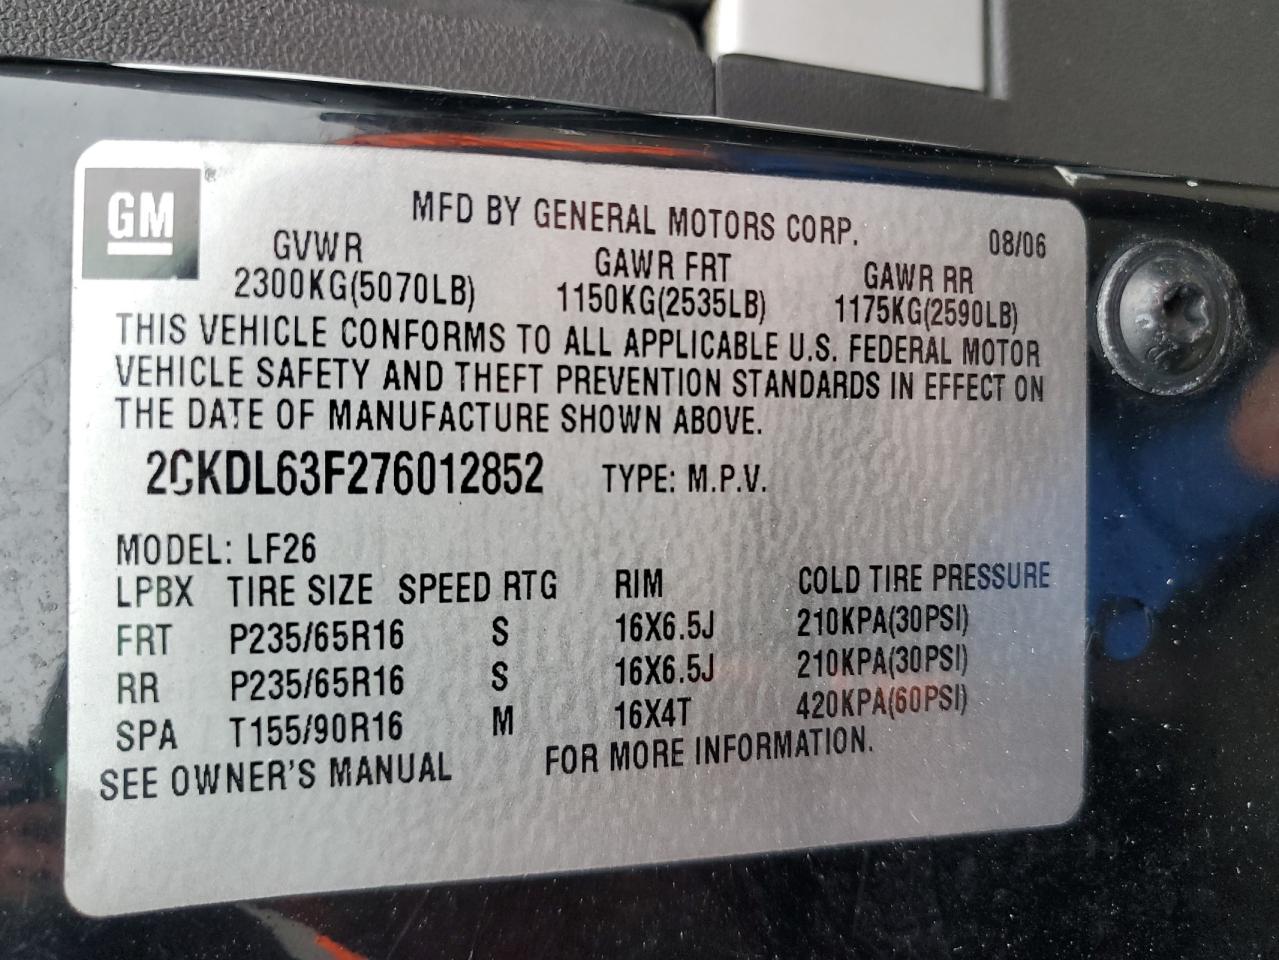 GM
MFD BY GENERAL MOTORS CORP.
08/06
GVWR GAWR FRT GAWR RR
2300KG(5070LB) 1150KG(2535LB) 1175KG(2590LB)
THIS VEHICLE CONFORMS TO ALL APPLICABLE U.S. FEDERAL MOTOR
VEHICLE SAFETY AND THEFT PREVENTION STANDARDS IN EFFECT ON
THE DATE OF MANUFACTURE SHOWN ABOVE.
2CKDL63F276012852 TYPE: M.P.V.
MODEL: LF26
LPBX TIRE SIZE SPEED RTG RIM COLD TIRE PRESSURE
FRT P235/65R16 S 16X6.5J 210KPA(30PSI)
RR P235/65R16 S 16X6.5J 210KPA(30PSI)
SPA T155/90R16 M 16X4T 420KPA(60PSI)
SEE OWNER'S MANUAL FOR MORE INFORMATION.